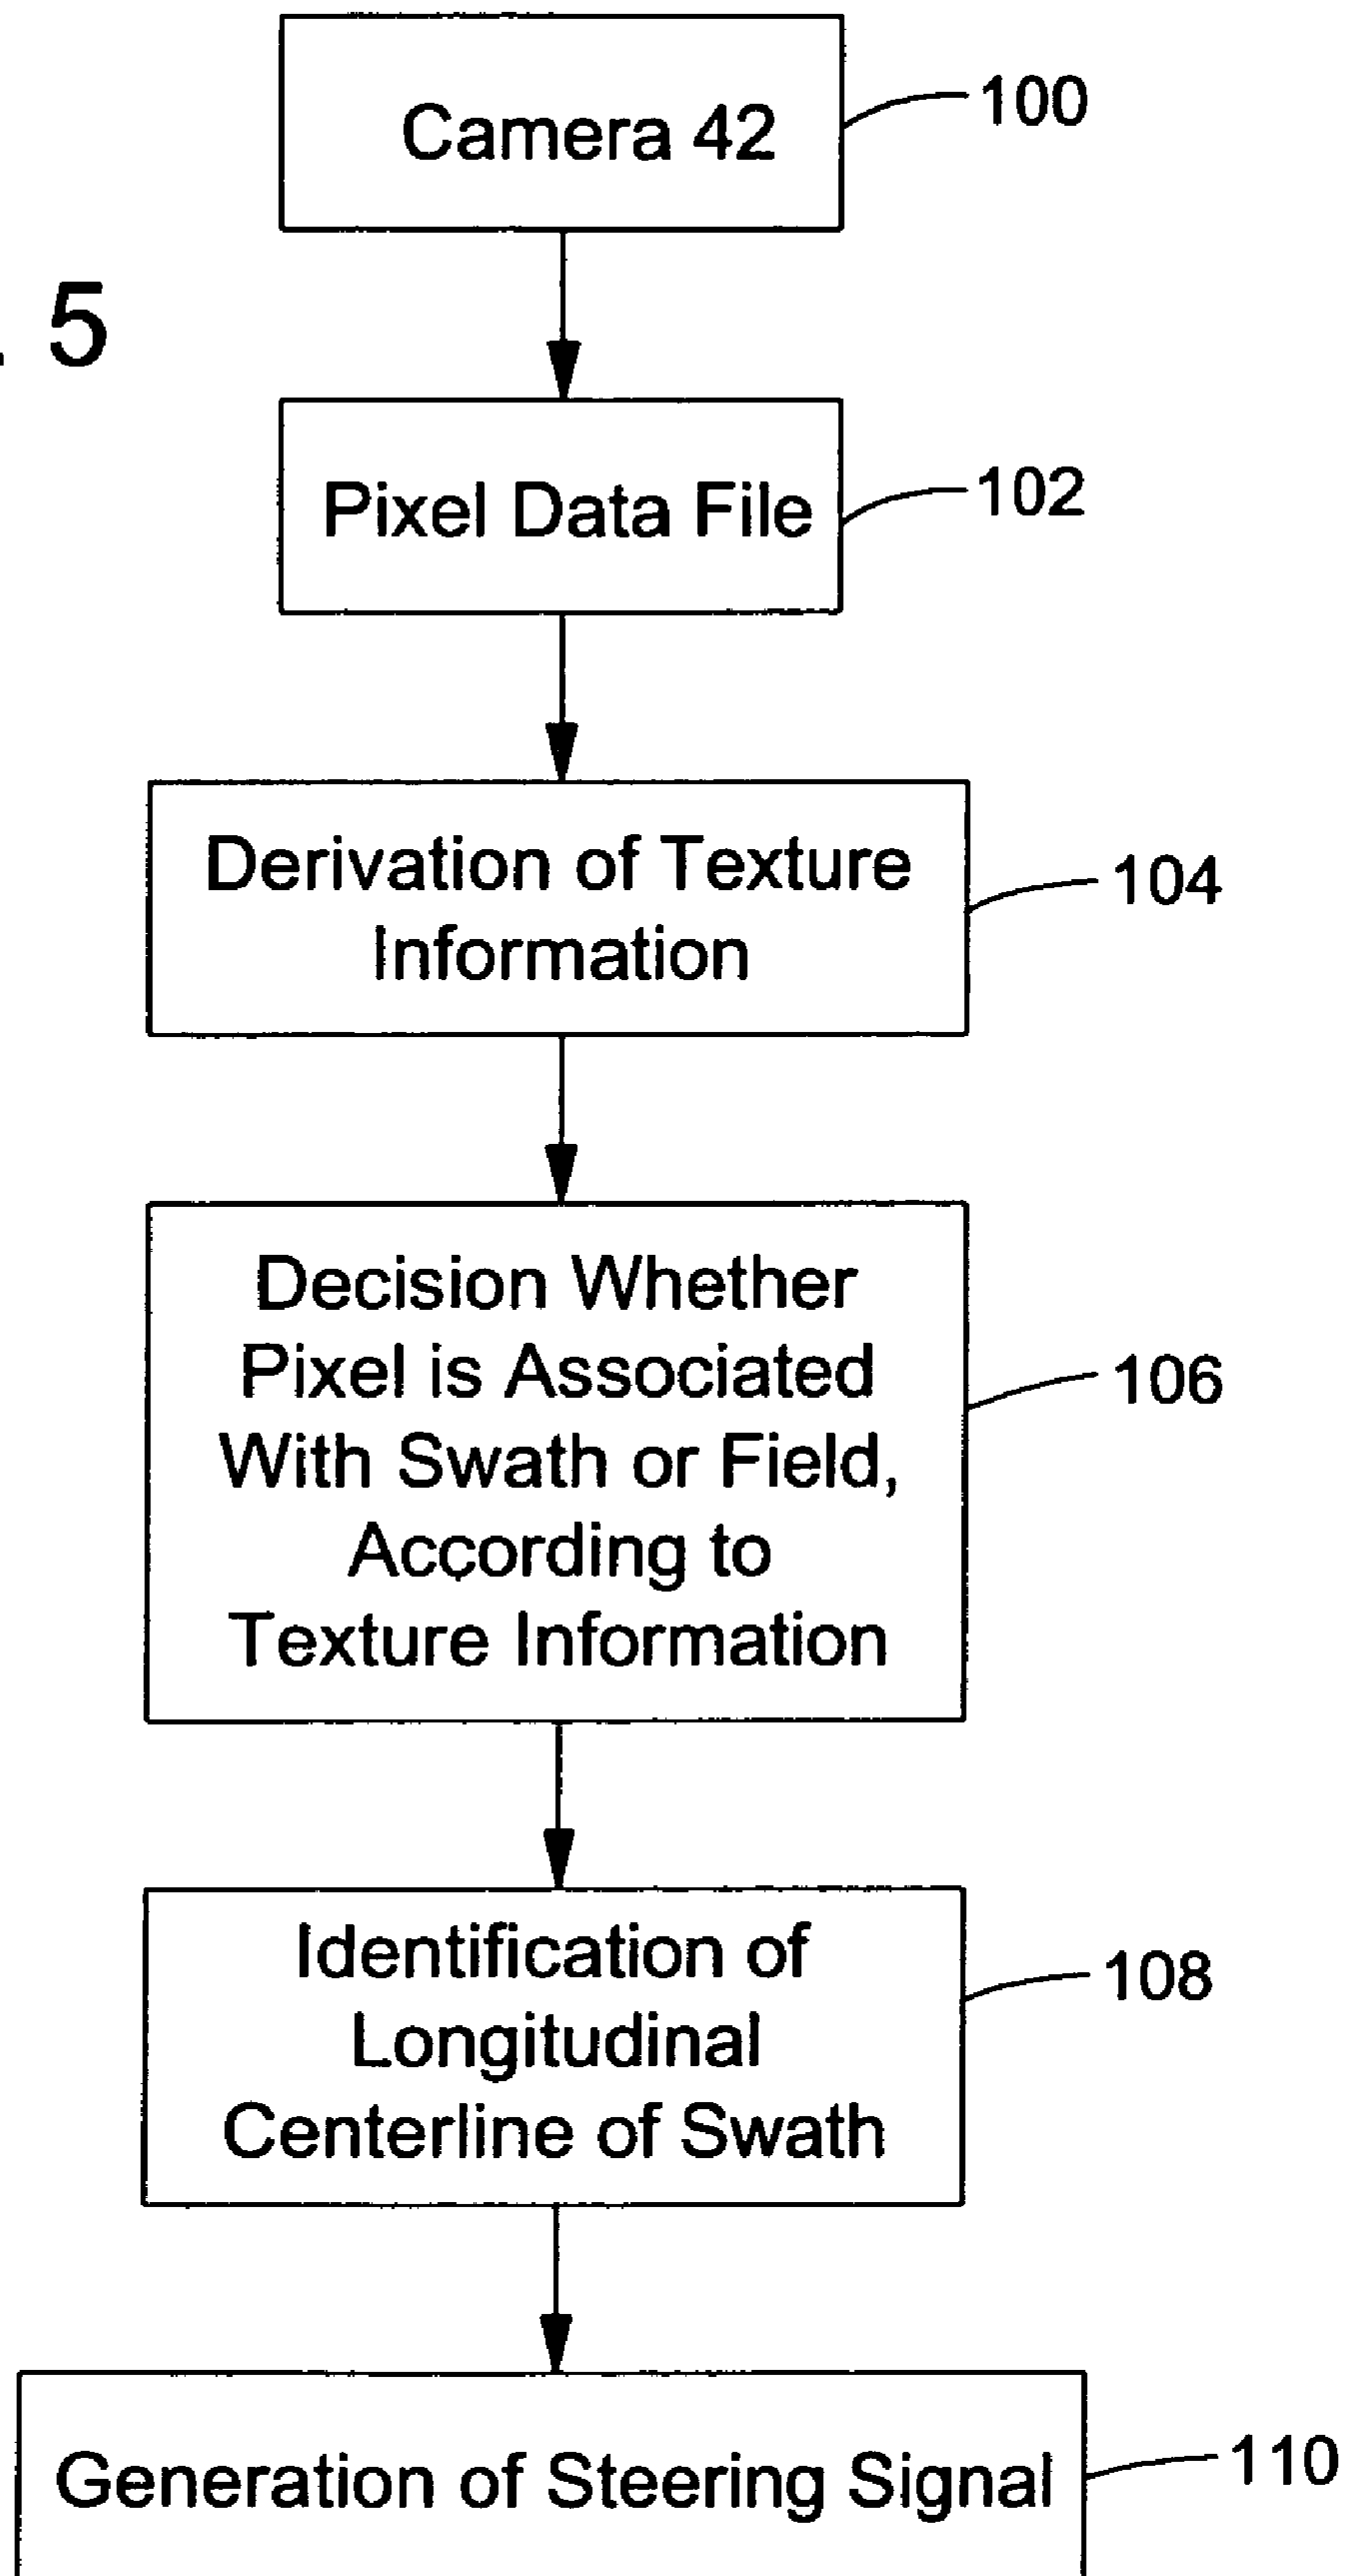 Camera 42
100
. 5
Pixel Data File
102
Derivation of Texture
Information
104
Decision Whether
Pixel is Associated
With Swath or Field,
According to
Texture Information
106
Identification of
Longitudinal
Centerline of Swath
108
Generation of Steering Signal
110